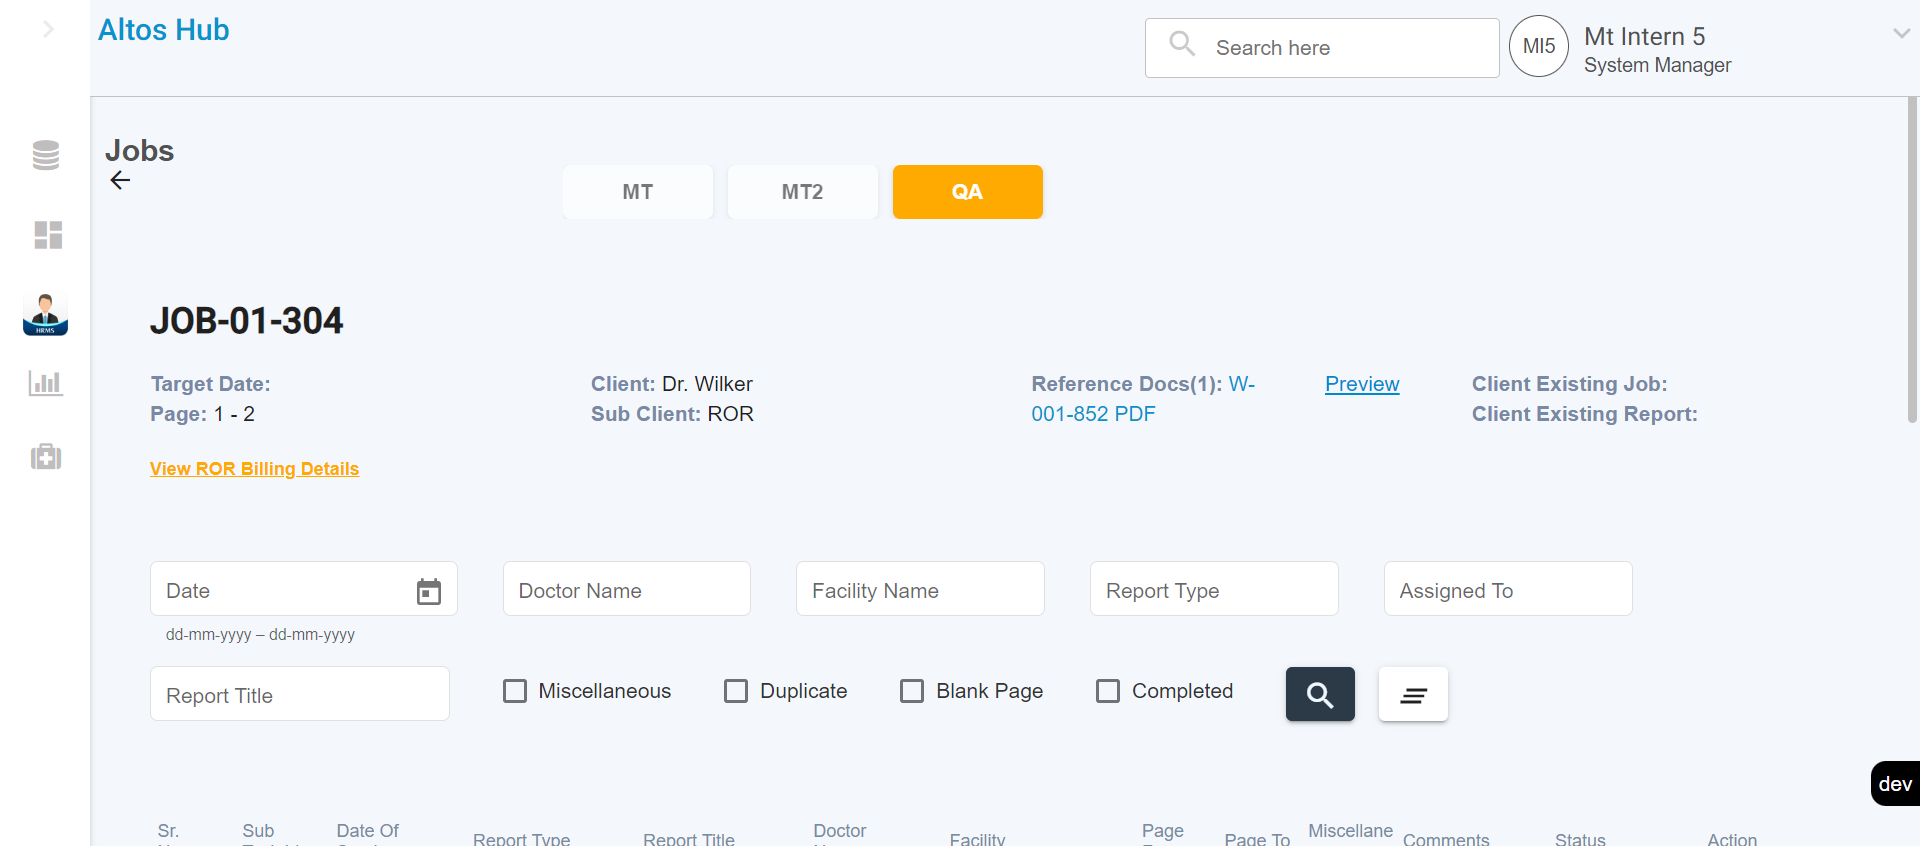 Altos Hub
Search here
MI5
Mt Intern 5
System Manager
Jobs
MT
MT2
QA
HRMS
JOB-01-304
Target Date:
Page: 1 - 2
Client: Dr. Wilker
Sub Client: ROR
Reference Docs(1): W-
001-852 PDF
Preview
Client Existing Job:
Client Existing Report:
View ROR Billing Details
Date
Doctor Name
Facility Name
Report Type
Assigned To
dd-mm-yyyy – dd-mm-yyyy
Report Title
Miscellaneous
Duplicate
Blank Page
Completed
dev
Sr.
Sub
Date Of
Report Type
Report Title
Doctor
Facility
Page
Page To
Miscellane
Comments
Status
Action